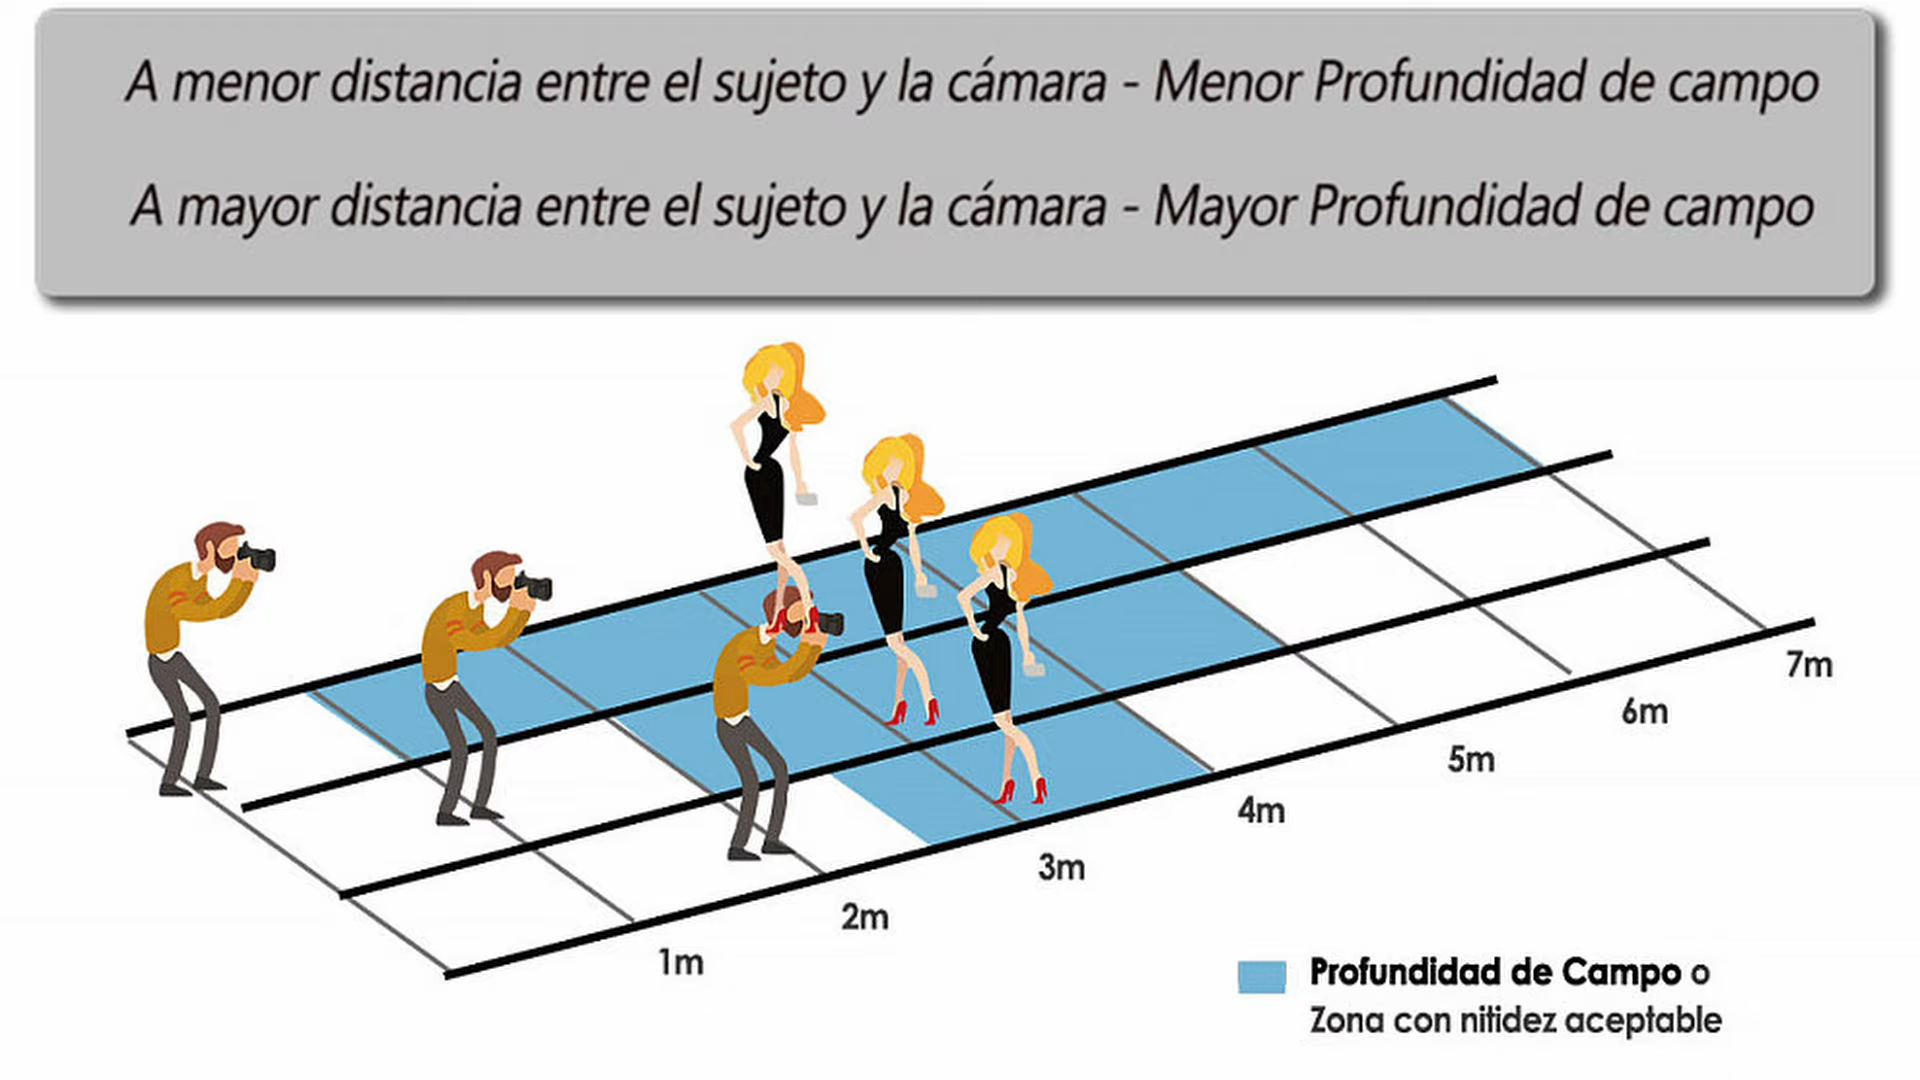 A menor distancia entre el sujeto y la cámara - Menor Profundidad de campo
A mayor distancia entre el sujeto y la cámara - Mayor Profundidad de campo
7m
6m
5m
4m
3m
2m
1m
Profundidad de Campo o
Zona con nitidez aceptable